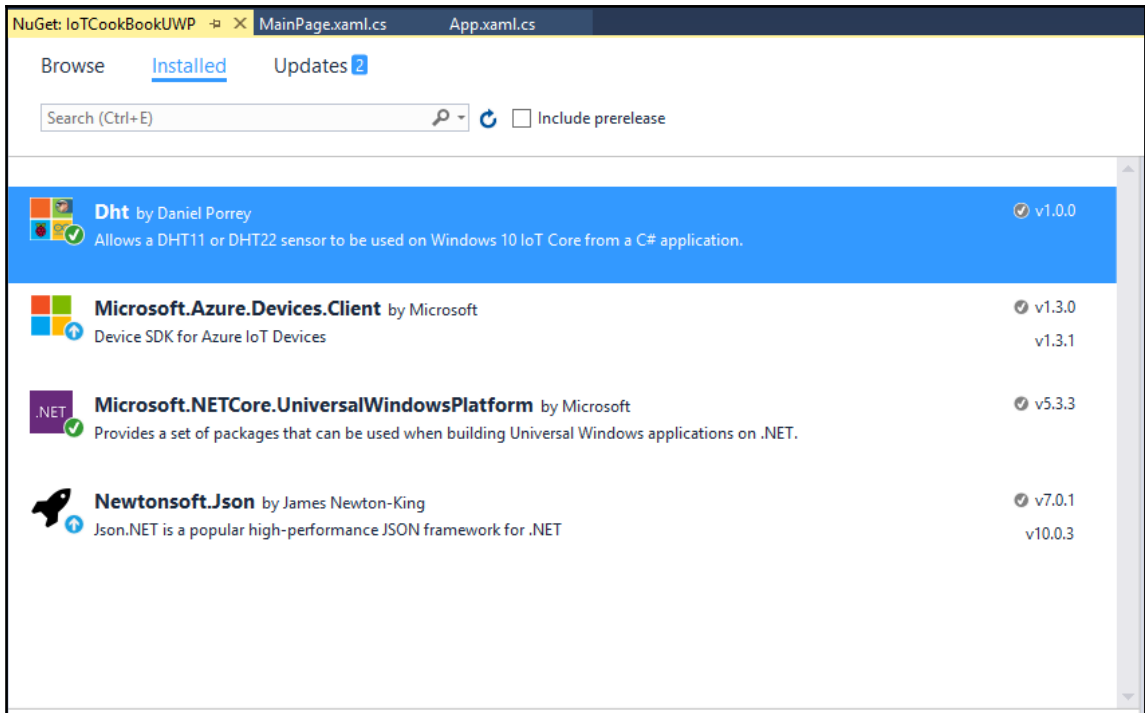 NuGet: IoTCookBookUWP MainPage.xaml.cs App.xaml.cs
Browse Installed Updates 2
Search (Ctrl+E) Include prerelease
Dht by Daniel Porrey v1.0.0
Allows a DHT11 or DHT22 sensor to be used on Windows 10 IoT Core from a C# application.
Microsoft.Azure.Devices.Client by Microsoft v1.3.0
Device SDK for Azure IoT Devices v1.3.1
.NET Microsoft.NETCore.UniversalWindowsPlatform by Microsoft v5.3.3
Provides a set of packages that can be used when building Universal Windows applications on .NET.
Newtonsoft.Json by James Newton-King v7.0.1
Json.NET is a popular high-performance JSON framework for .NET v10.0.3